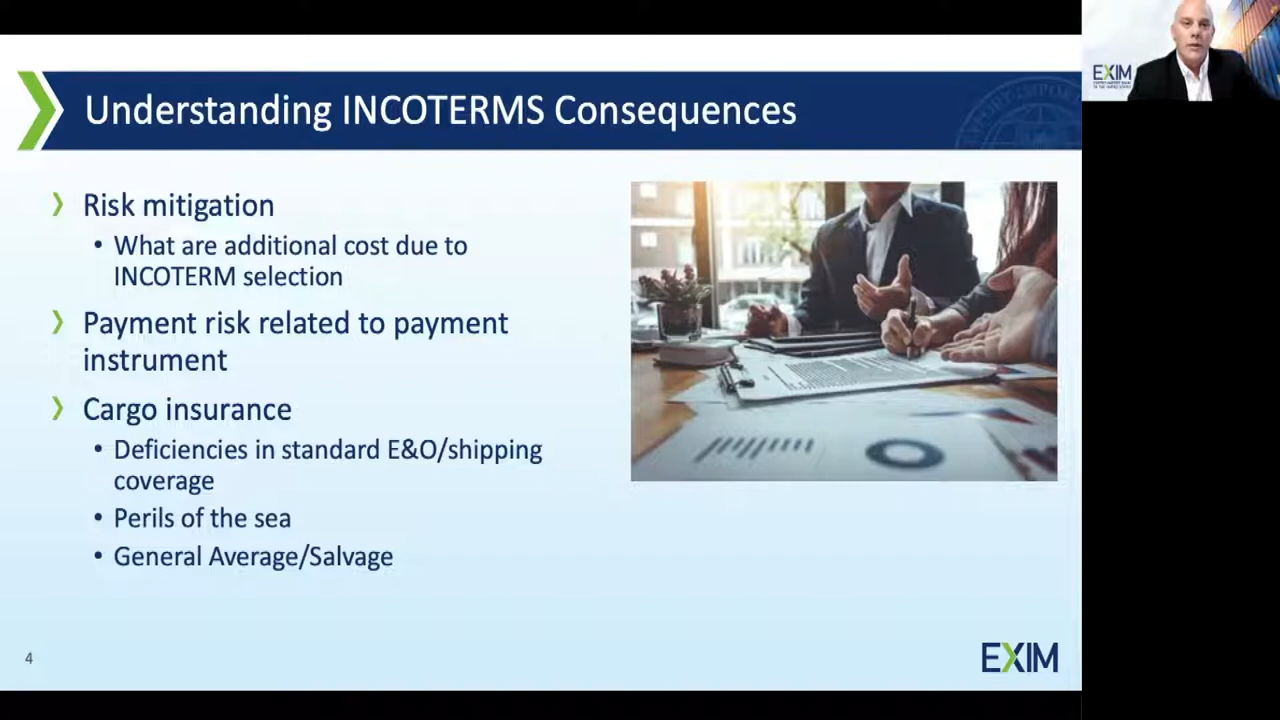 Understanding INCOTERMS Consequences
Risk mitigation
• What are additional cost due to
INCOTERM selection
Payment risk related to payment
instrument
Cargo insurance
• Deficiencies in standard E&O/shipping
coverage
• Perils of the sea
• General Average/Salvage
4
EXIM
EXIM